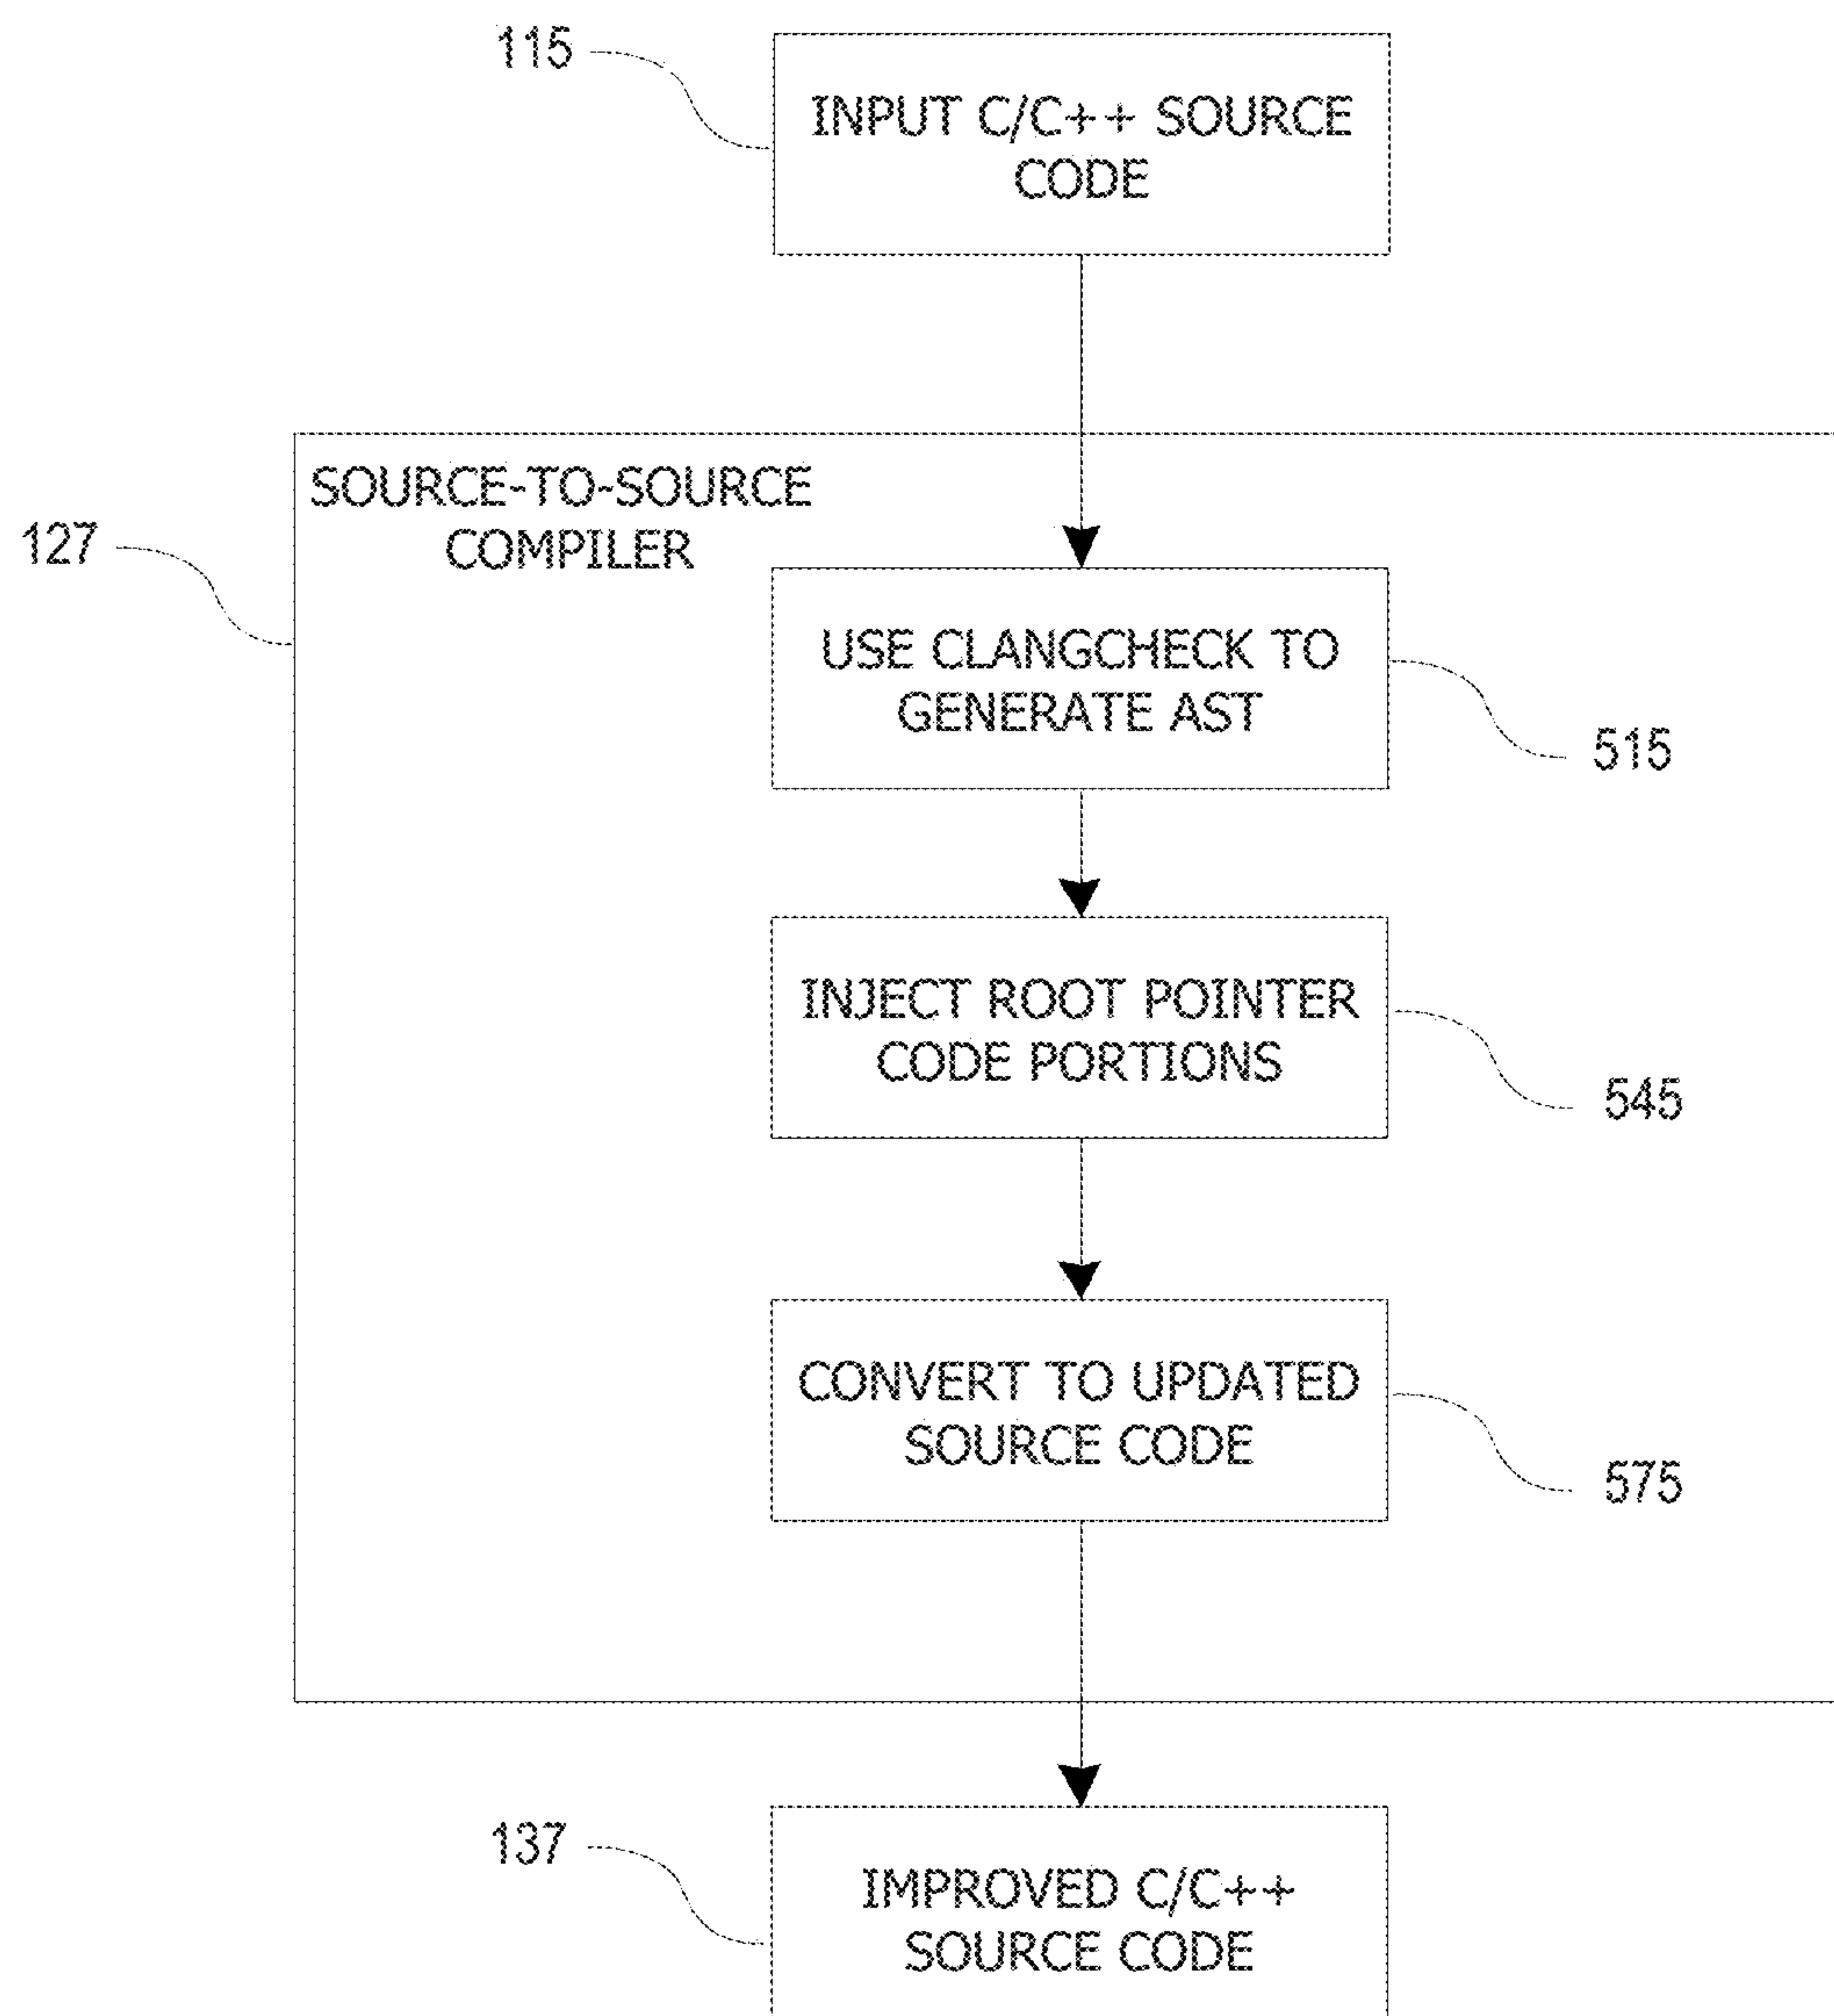 115
INPUT C/C++ SOURCE
CODE
SOURCE-TO-SOURCE
COMPILER
127
USE CLANGCHECK TO
GENERATE AST
515
INJECT ROOT POINTER
CODE PORTIONS
545
CONVERT TO UPDATED
SOURCE CODE
575
137
IMPROVED C/C++
SOURCE CODE